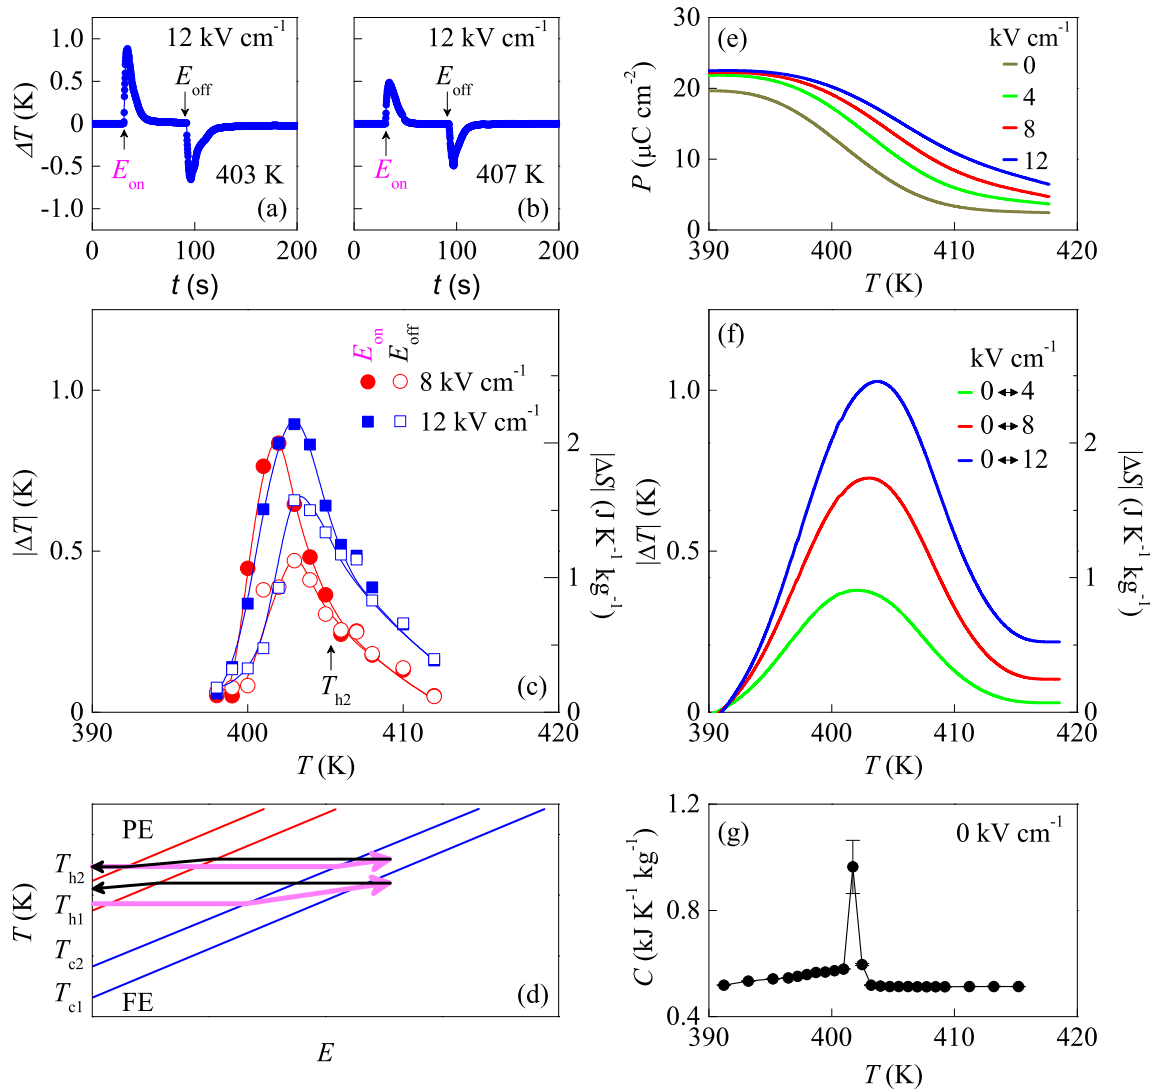 1.0
0.5
0
-0.5
-1.0
ΔT (K)
12 kV cm-1
Eoff
Eon
403 K
(a)
0 100 200
t (s)
12 kV cm-1
Eoff
Eon
407 K
(b)
0 100 200
t (s)
(e)
kV cm-1
0
4
8
12
30
20
10
0
P (μC cm-2)
390 400 410 420
T (K)
Eon Eoff
8 kV cm-1
12 kV cm-1
1.0
0.5
0
|ΔT| (K)
2
1
0
|ΔS| (J K-1 kg-1)
Th2
(c)
390 400 410 420
T (K)
(f)
kV cm-1
0↔4
0↔8
0↔12
1.0
0.5
0
|ΔT| (K)
2
1
0
|ΔS| (J K-1 kg-1)
390 400 410 420
T (K)
PE
Th2
Th1
Tc2
Tc1
T (K)
FE
(d)
E
(g)
0 kV cm-1
1.2
0.8
0.4
C (kJ K-1 kg-1)
390 400 410 420
T (K)